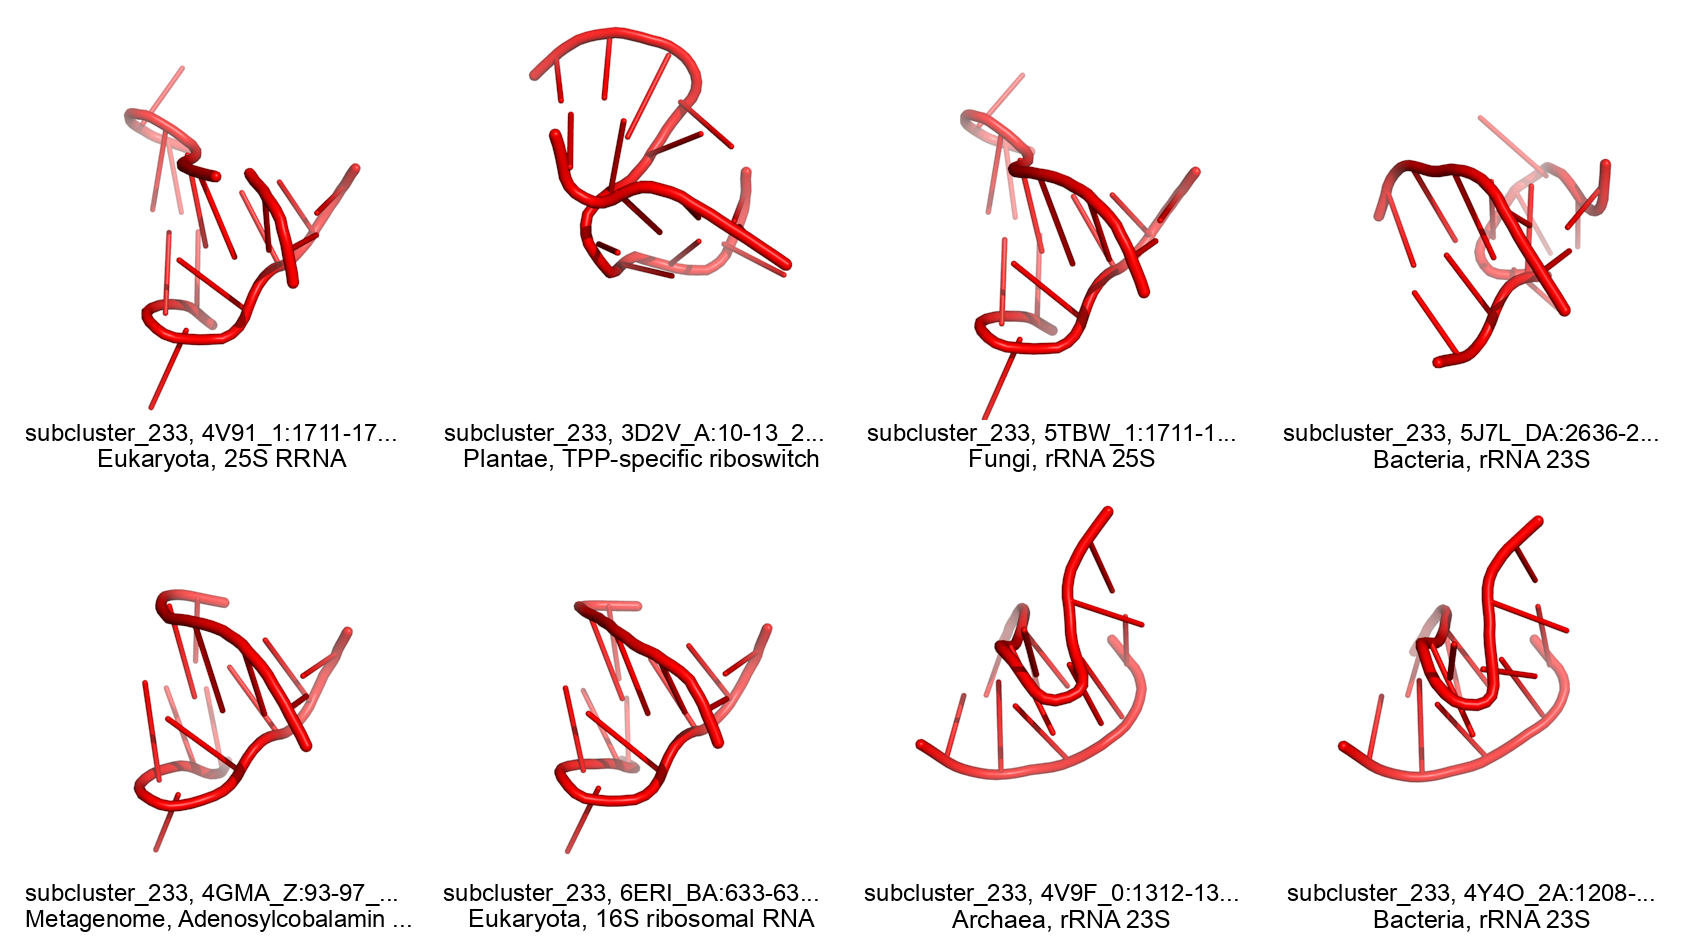 subcluster_233, 4V91_1:1711-17...
Eukaryota, 25S RRNA
subcluster_233, 3D2V_A:10-13_2...
Plantae, TPP-specific riboswitch
subcluster_233, 5TBW_1:1711-1...
Fungi, rRNA 25S
subcluster_233, 5J7L_DA:2636-2...
Bacteria, rRNA 23S
subcluster_233, 4GMA_Z:93-97_...
Metagenome, Adenosylcobalamin ...
subcluster_233, 6ERI_BA:633-63...
Eukaryota, 16S ribosomal RNA
subcluster_233, 4V9F_0:1312-13...
Archaea, rRNA 23S
subcluster_233, 4Y4O_2A:1208-...
Bacteria, rRNA 23S